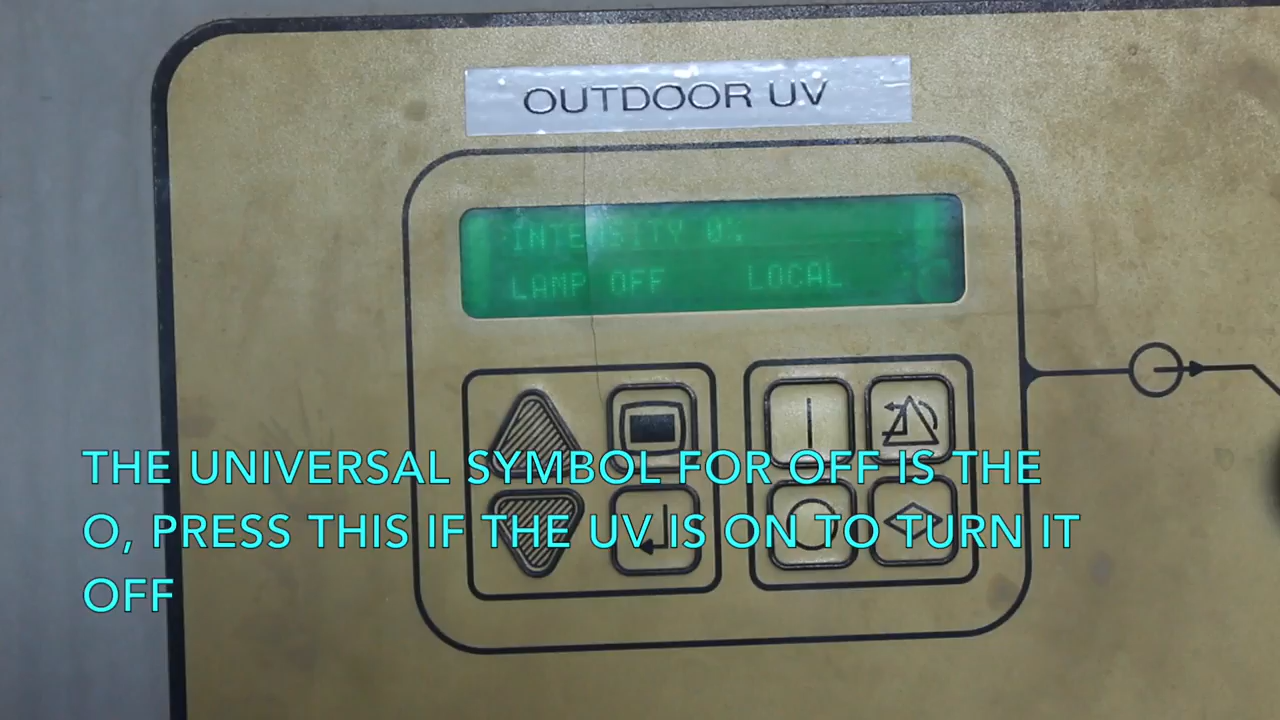 OUTDOOR UV
INTENSITY 0%
LAMP OFF LOCAL
THE UNIVERSAL SYMBOL FOR OFF IS THE
O, PRESS THIS IF THE UV IS ON TO TURN IT
OFF